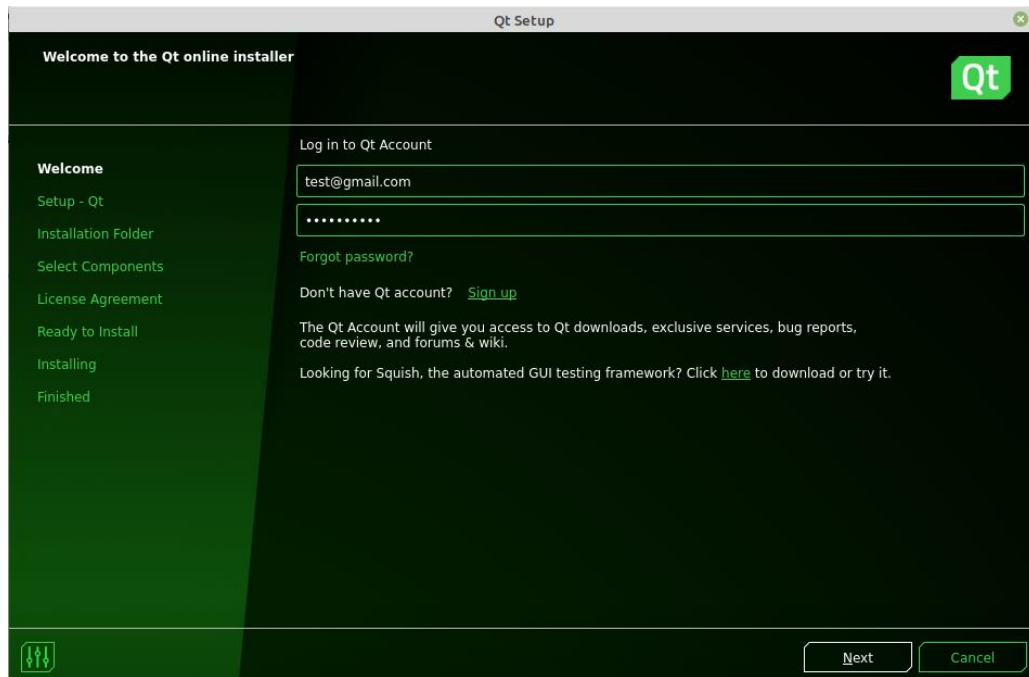 Qt Setup
Welcome to the Qt online installer
Qt
Welcome
Setup - Qt
Installation Folder
Select Components
License Agreement
Ready to Install
Installing
Finished
Log in to Qt Account
test@gmail.com
••••••••••
Forgot password?
Don't have Qt account? Sign up
The Qt Account will give you access to Qt downloads, exclusive services, bug reports,
code review, and forums & wiki.
Looking for Squish, the automated GUI testing framework? Click here to download or try it.
Next
Cancel